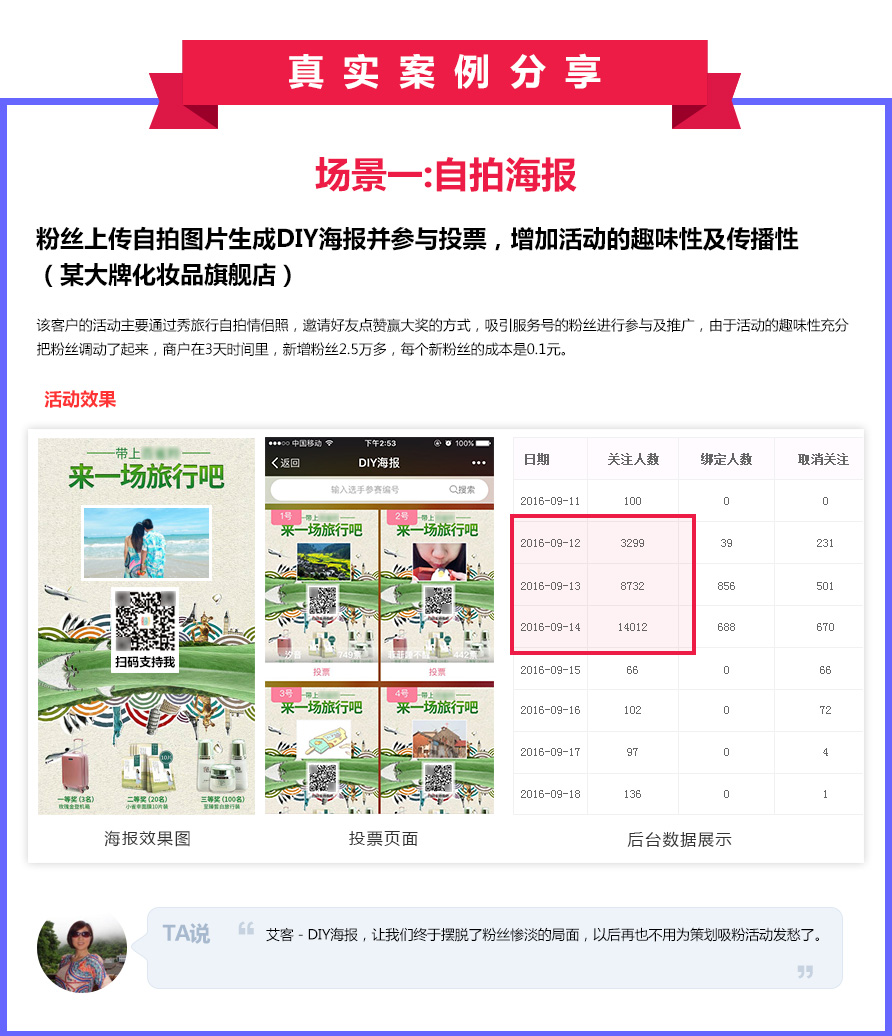 真实案例分享
场景一:自拍海报
粉丝上传自拍图片生成DIY海报并参与投票，增加活动的趣味性及传播性
（某大牌化妆品旗舰店）
该客户的活动主要通过秀旅行自拍情侣照，邀请好友点赞赢大奖的方式，吸引服务号的粉丝进行参与及推广，由于活动的趣味性充分
把粉丝调动了起来，商户在3天时间里，新增粉丝2.5万多，每个新粉丝的成本是0.1元。
活动效果
带上
来一场旅行吧
扫码支持我
一等奖 (3名)
玫瑰金登机箱
二等奖 (20名)
三等奖 (100名)
海报效果图
中国移动 下午2:53 100%
返回 DIY海报
输入选手参赛编号 搜索
1号 带上
来一场旅行吧
2号 带上
来一场旅行吧
投票 投票
3号 带上
来一场旅行吧
4号 带上
来一场旅行吧
投票页面
日期 关注人数 绑定人数 取消关注
2016-09-11 100 0 0
2016-09-12 3299 39 231
2016-09-13 8732 856 501
2016-09-14 14012 688 670
2016-09-15 66 0 66
2016-09-16 102 0 72
2016-09-17 97 0 4
2016-09-18 136 0 1
后台数据展示
TA说 “ 艾客 - DIY海报，让我们终于摆脱了粉丝惨淡的局面，以后再也不用为策划吸粉活动发愁了。 ”